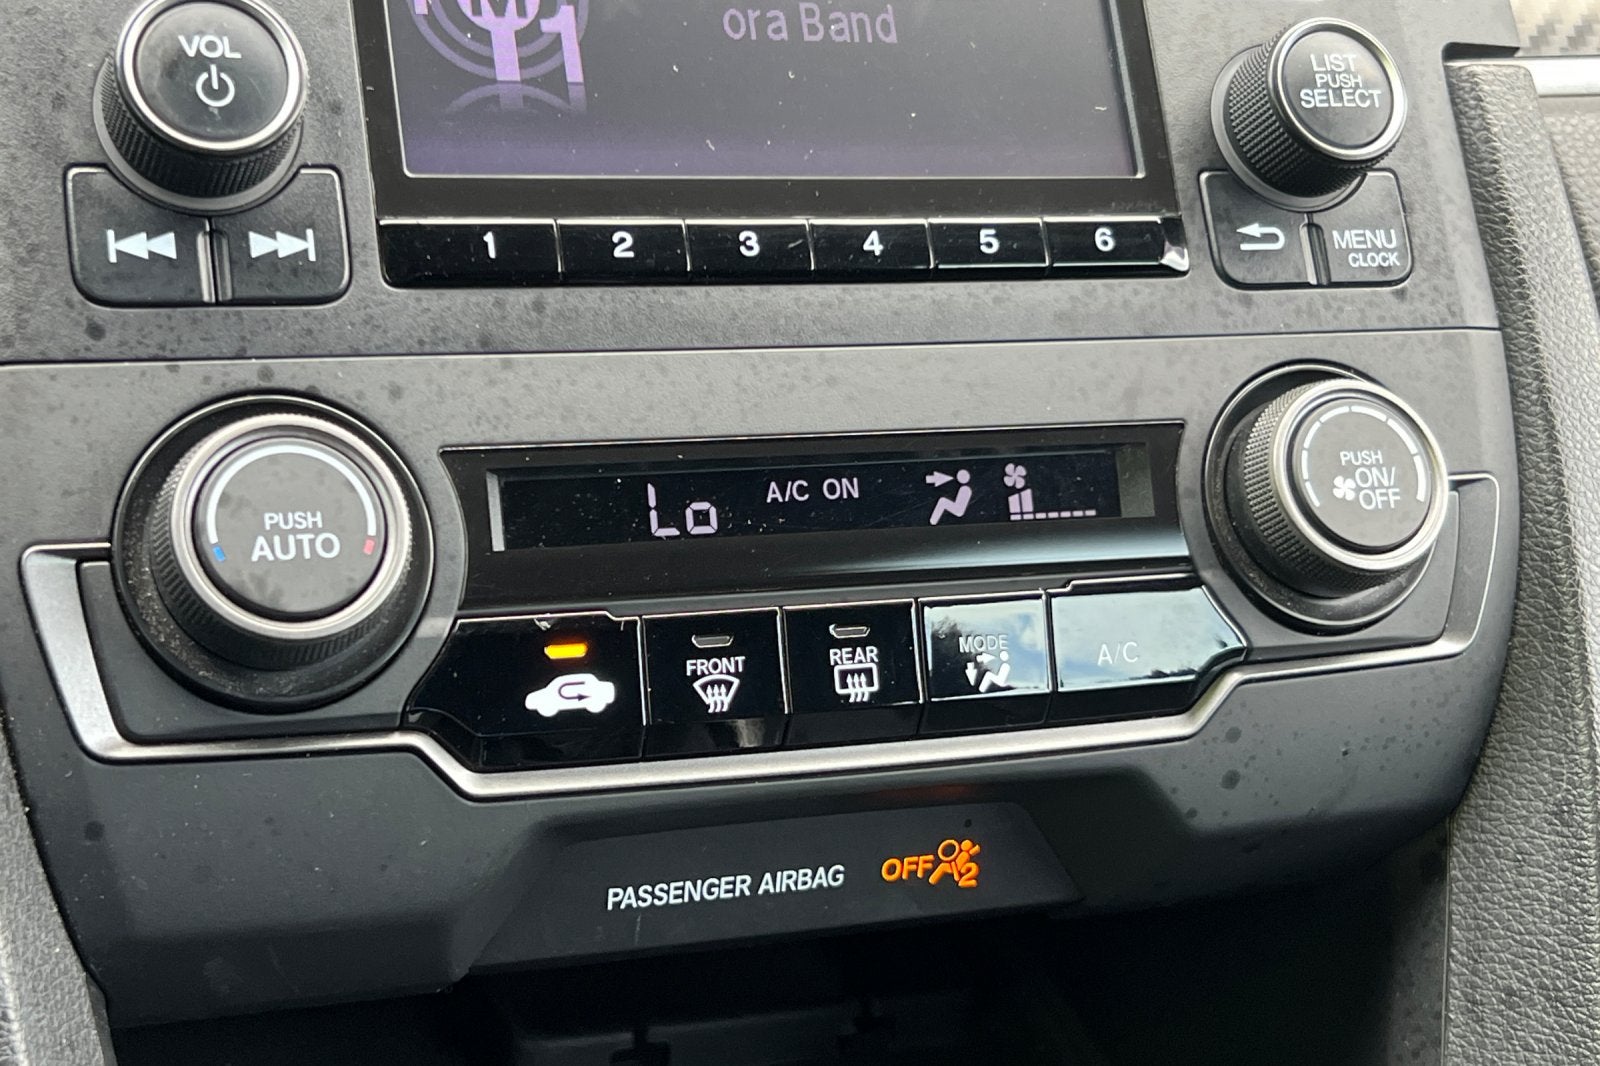 VOL
ora Band
LIST
PUSH
SELECT
1 2 3 4 5 6
MENU
CLOCK
PUSH
AUTO
Lo A/C ON
PUSH
ON/
OFF
FRONT
REAR
MODE
A/C
PASSENGER AIRBAG OFF 2